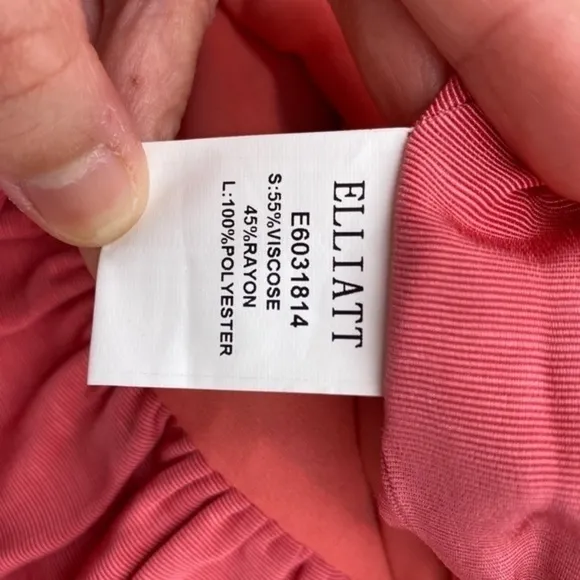 ELLIATT
E6031814
S:55%VISCOSE
45%RAYON
L:100%POLYESTER